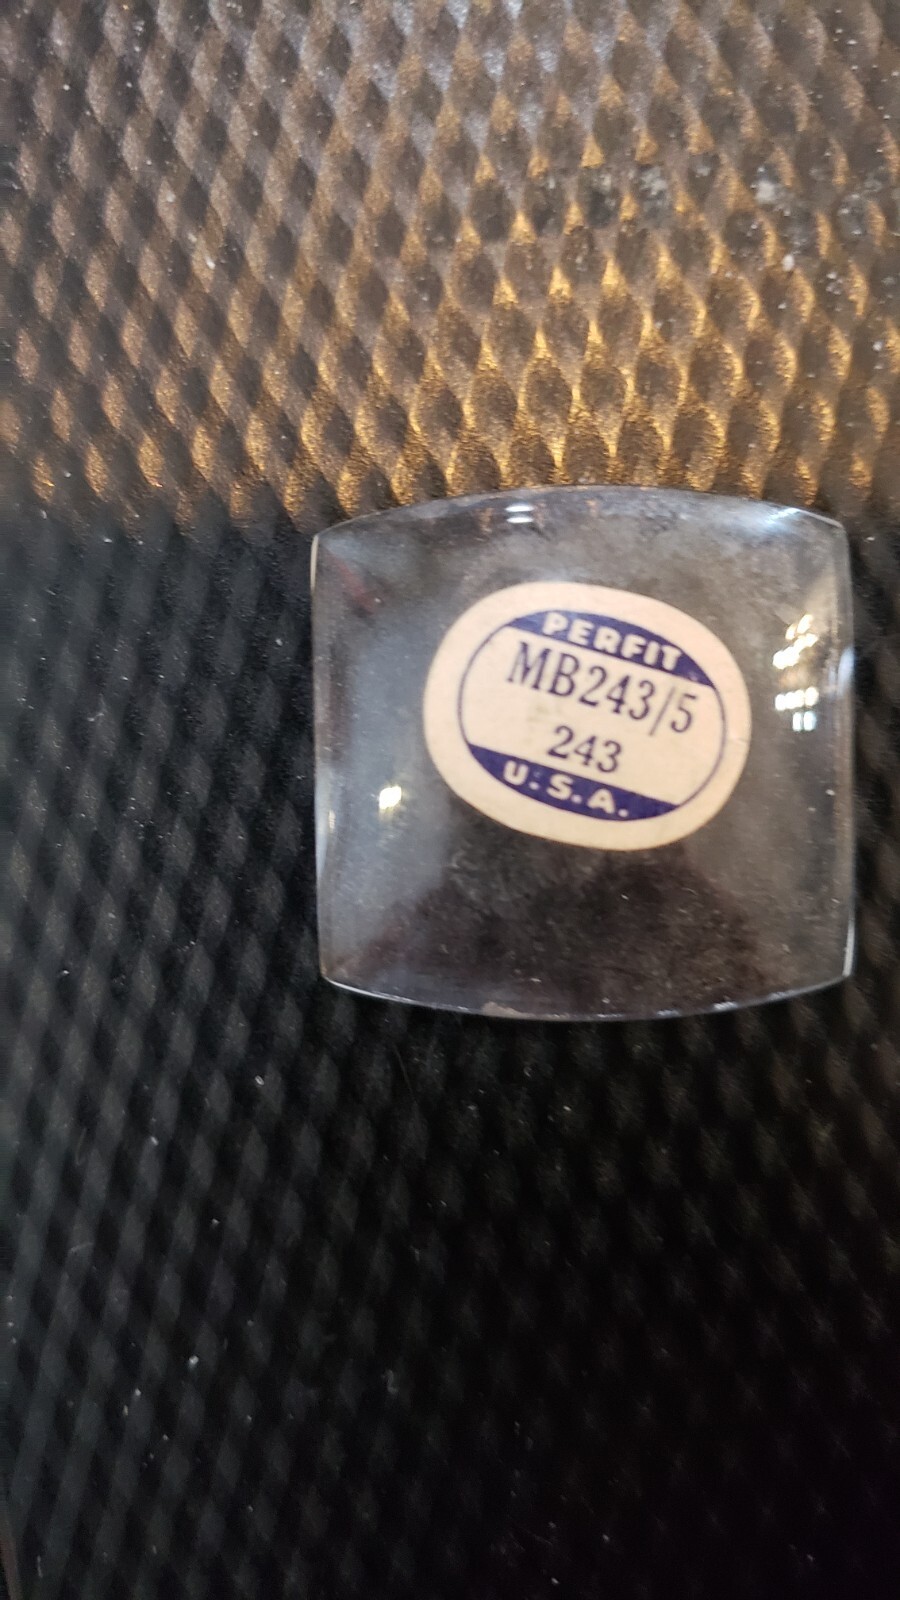 PERFIT
MB243/5
243
U.S.A.